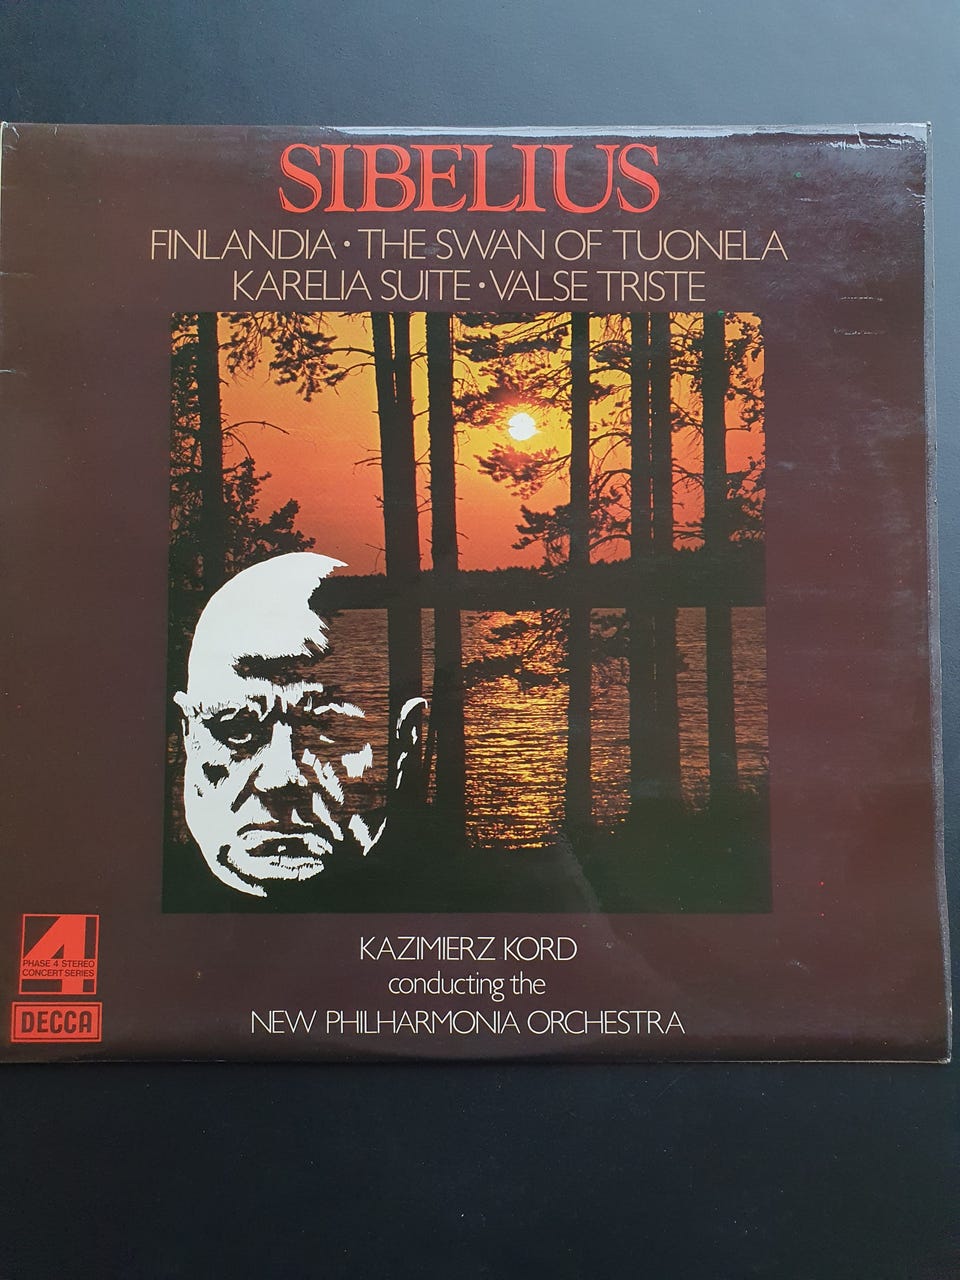 SIBELIUS
FINLANDIA • THE SWAN OF TUONELA
KARELIA SUITE • VALSE TRISTE
KAZIMIERZ KORD
conducting the
NEW PHILHARMONIA ORCHESTRA
4
PHASE 4 STEREO
CONCERT SERIES
DECCA